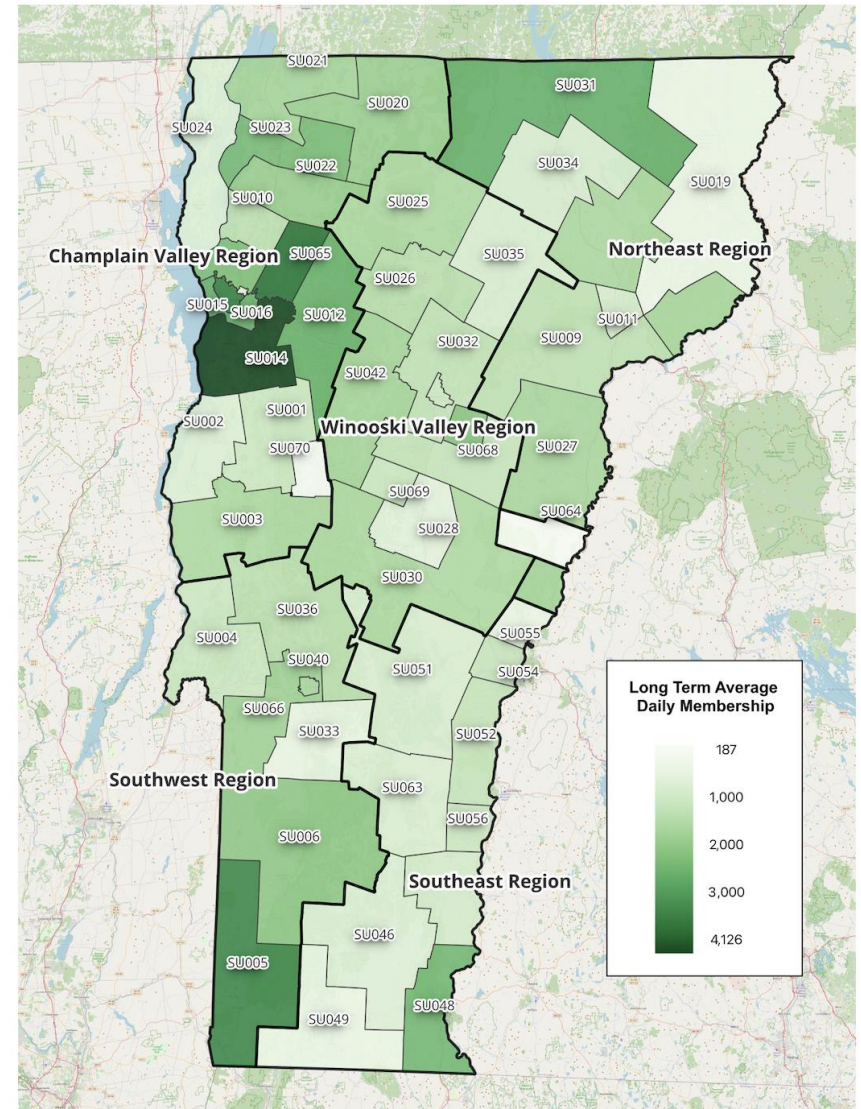 SU021
SU031
SU020
SU024
SU023
SU034
SU022
SU019
SU010
SU025
Champlain Valley Region
SU065
SU035
Northeast Region
SU026
SU015
SU016
SU012
SU011
SU009
SU032
SU014
SU042
SU001
SU002
Winooski Valley Region
SU070
SU068
SU027
SU069
SU064
SU003
SU028
SU030
SU036
SU055
SU004
SU040
SU051
SU054
SU066
SU033
SU052
Southwest Region
SU063
SU056
SU006
Southeast Region
SU046
SU005
SU048
SU049
Long Term Average
Daily Membership
187
1,000
2,000
3,000
4,126